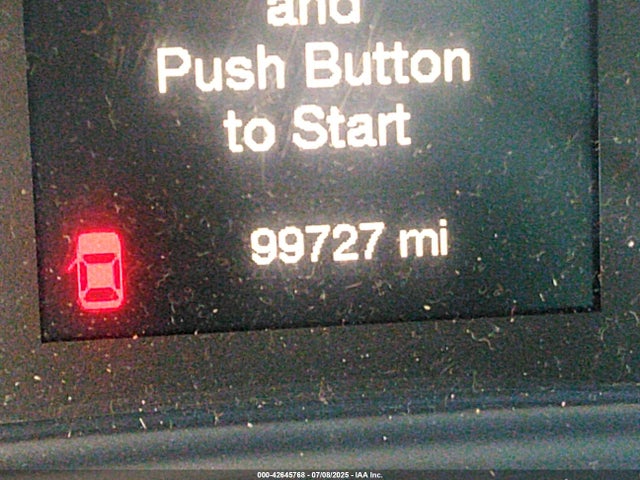 and
Push Button
to Start
99727 mi
000-42645768 - 07/08/2025 - IAA Inc.